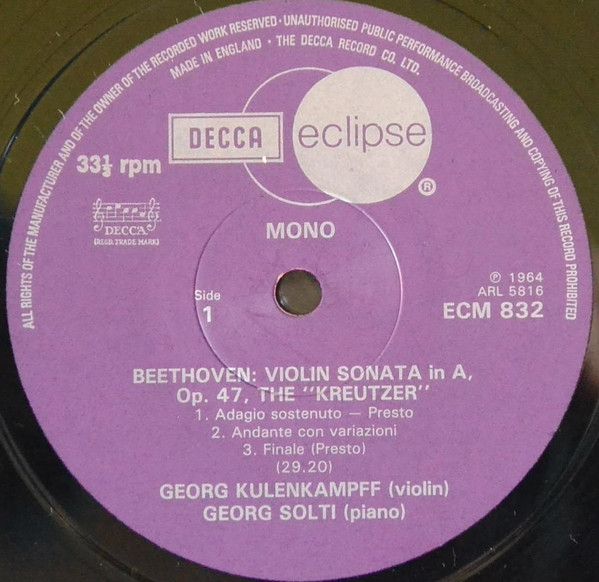 ALL RIGHTS OF THE MANUFACTURER AND OF THE OWNER OF THE RECORDED WORK RESERVED · UNAUTHORISED PUBLIC PERFORMANCE BROADCASTING AND COPYING OF THIS RECORD PROHIBITED
MADE IN ENGLAND · THE DECCA RECORD CO. LTD.
DECCA eclipse
®
33⅓ rpm
DECCA
(REGD. TRADE MARK)
MONO
Side
1
℗ 1964
ARL 5816
ECM 832
BEETHOVEN: VIOLIN SONATA in A,
Op. 47, THE "KREUTZER"
1. Adagio sostenuto — Presto
2. Andante con variazioni
3. Finale (Presto)
(29.20)
GEORG KULENKAMPFF (violin)
GEORG SOLTI (piano)